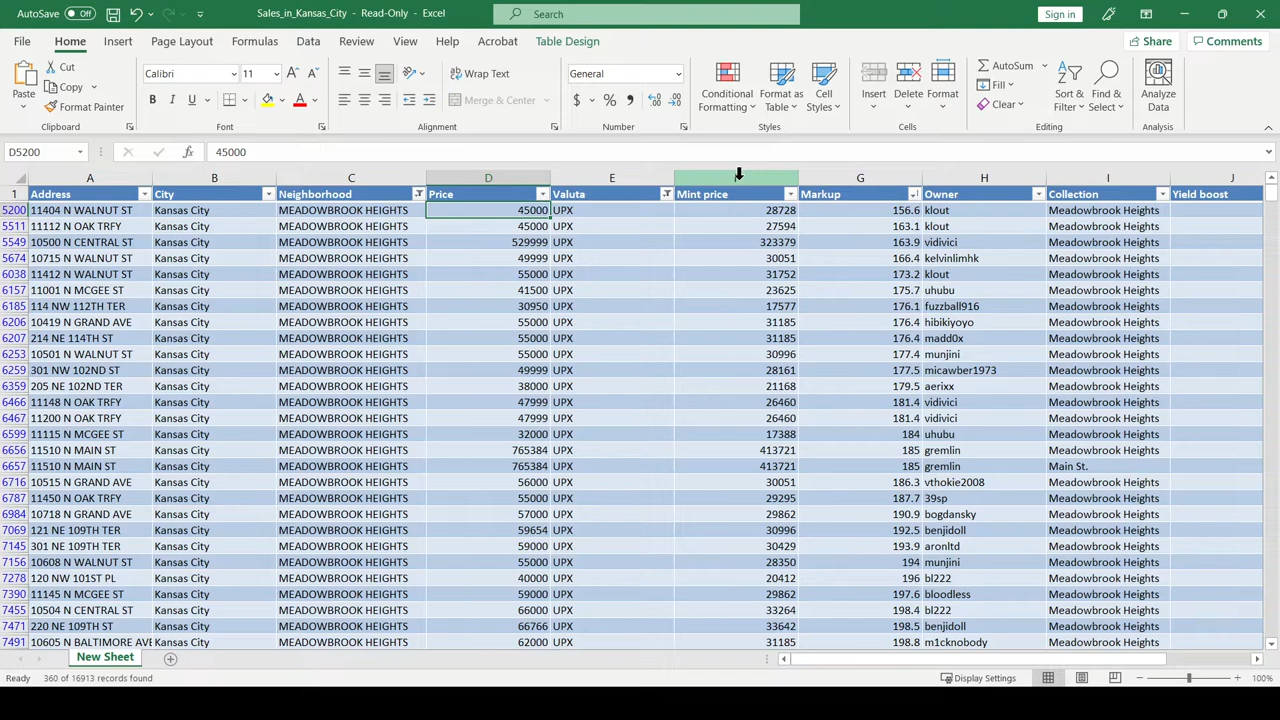 AutoSave Off Sales_in_Kansas_City - Read-Only - Excel Search Sign in
File Home Insert Page Layout Formulas Data Review View Help Acrobat Table Design Share Comments
Paste Cut Copy Format Painter Calibri 11 Wrap Text Merge & Center General Conditional Formatting Format as Table Cell Styles Insert Delete Format AutoSum Fill Clear Sort & Filter Find & Select Analyze Data
Clipboard Font Alignment Number Styles Cells Editing Analysis
D5200 45000
A B C D E G H I J
1 Address City Neighborhood Price Valuta Mint price Markup Owner Collection Yield boost
5200 11404 N WALNUT ST Kansas City MEADOWBROOK HEIGHTS 45000 UPX 28728 156.6 klout Meadowbrook Heights
5511 11112 N OAK TRFY Kansas City MEADOWBROOK HEIGHTS 45000 UPX 27594 163.1 klout Meadowbrook Heights
5549 10500 N CENTRAL ST Kansas City MEADOWBROOK HEIGHTS 529999 UPX 323379 163.9 vidivici Meadowbrook Heights
5674 10715 N WALNUT ST Kansas City MEADOWBROOK HEIGHTS 49999 UPX 30051 166.4 kelvinlimhk Meadowbrook Heights
6038 11412 N WALNUT ST Kansas City MEADOWBROOK HEIGHTS 55000 UPX 31752 173.2 klout Meadowbrook Heights
6157 11001 N MCGEE ST Kansas City MEADOWBROOK HEIGHTS 41500 UPX 23625 175.7 uhubu Meadowbrook Heights
6185 114 NW 112TH TER Kansas City MEADOWBROOK HEIGHTS 30950 UPX 17577 176.1 fuzzball916 Meadowbrook Heights
6206 10419 N GRAND AVE Kansas City MEADOWBROOK HEIGHTS 55000 UPX 31185 176.4 hibikiyoyo Meadowbrook Heights
6207 214 NE 114TH ST Kansas City MEADOWBROOK HEIGHTS 55000 UPX 31185 176.4 madd0x Meadowbrook Heights
6253 10501 N WALNUT ST Kansas City MEADOWBROOK HEIGHTS 55000 UPX 30996 177.4 munjini Meadowbrook Heights
6259 301 NW 102ND ST Kansas City MEADOWBROOK HEIGHTS 49999 UPX 28161 177.5 micawber1973 Meadowbrook Heights
6359 205 NE 102ND TER Kansas City MEADOWBROOK HEIGHTS 38000 UPX 21168 179.5 aerixx Meadowbrook Heights
6466 11148 N OAK TRFY Kansas City MEADOWBROOK HEIGHTS 47999 UPX 26460 181.4 vidivici Meadowbrook Heights
6467 11200 N OAK TRFY Kansas City MEADOWBROOK HEIGHTS 47999 UPX 26460 181.4 vidivici Meadowbrook Heights
6599 11115 N MCGEE ST Kansas City MEADOWBROOK HEIGHTS 32000 UPX 17388 184 uhubu Meadowbrook Heights
6656 11510 N MAIN ST Kansas City MEADOWBROOK HEIGHTS 765384 UPX 413721 185 gremlin Meadowbrook Heights
6657 11510 N MAIN ST Kansas City MEADOWBROOK HEIGHTS 765384 UPX 413721 185 gremlin Main St.
6716 10515 N GRAND AVE Kansas City MEADOWBROOK HEIGHTS 56000 UPX 30051 186.3 vthokie2008 Meadowbrook Heights
6787 11450 N OAK TRFY Kansas City MEADOWBROOK HEIGHTS 55000 UPX 29295 187.7 39sp Meadowbrook Heights
6984 10718 N GRAND AVE Kansas City MEADOWBROOK HEIGHTS 57000 UPX 29862 190.9 bogdansky Meadowbrook Heights
7069 121 NE 109TH TER Kansas City MEADOWBROOK HEIGHTS 59654 UPX 30996 192.5 benjidoll Meadowbrook Heights
7145 301 NE 109TH TER Kansas City MEADOWBROOK HEIGHTS 59000 UPX 30429 193.9 aronltd Meadowbrook Heights
7156 10608 N WALNUT ST Kansas City MEADOWBROOK HEIGHTS 55000 UPX 28350 194 munjini Meadowbrook Heights
7278 120 NW 101ST PL Kansas City MEADOWBROOK HEIGHTS 40000 UPX 20412 196 bl222 Meadowbrook Heights
7390 11145 N MCGEE ST Kansas City MEADOWBROOK HEIGHTS 59000 UPX 29862 197.6 bloodless Meadowbrook Heights
7455 10504 N CENTRAL ST Kansas City MEADOWBROOK HEIGHTS 66000 UPX 33264 198.4 bl222 Meadowbrook Heights
7471 220 NE 109TH ST Kansas City MEADOWBROOK HEIGHTS 66766 UPX 33642 198.5 benjidoll Meadowbrook Heights
7491 10605 N BALTIMORE AVE Kansas City MEADOWBROOK HEIGHTS 62000 UPX 31185 198.8 m1cknobody Meadowbrook Heights
New Sheet
Ready 360 of 16913 records found Display Settings 100%